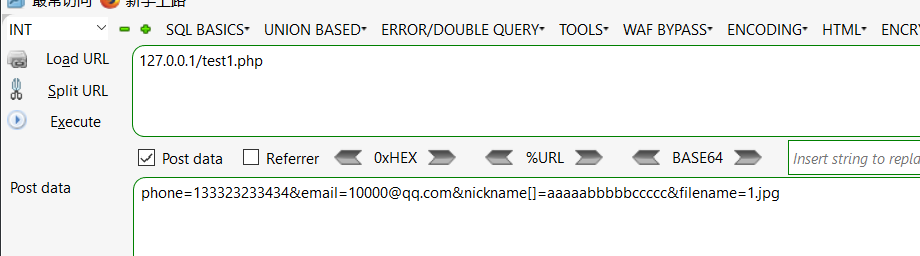 最常访问 新手上路
INT SQL BASICS UNION BASED ERROR/DOUBLE QUERY TOOLS WAF BYPASS ENCODING HTML ENCR
Load URL
127.0.0.1/test1.php
Split URL
Execute
Post data Referrer 0xHEX %URL BASE64 Insert string to repla
Post data
phone=133323233434&email=10000@qq.com&nickname[]=aaaaabbbbbccccc&filename=1.jpg